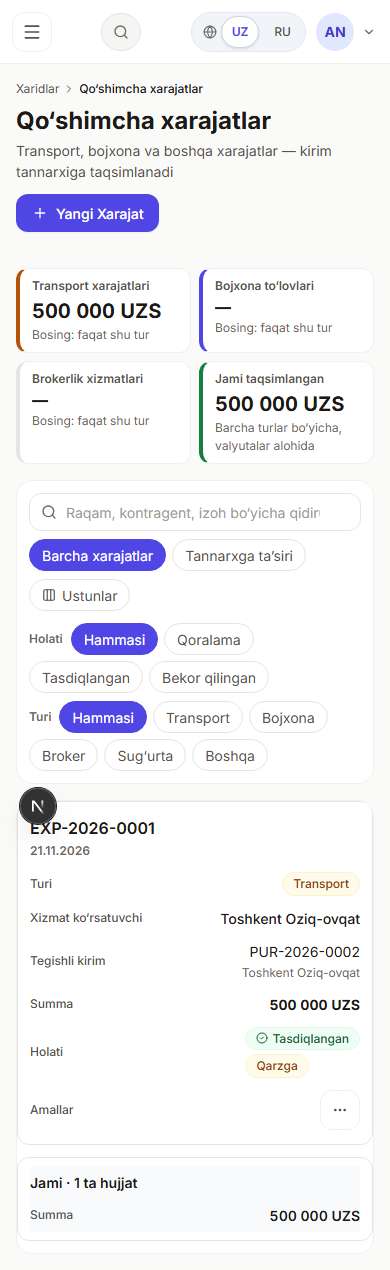 UZ RU AN
Xaridlar > Qo‘shimcha xarajatlar
Qo‘shimcha xarajatlar
Transport, bojxona va boshqa xarajatlar — kirim
tannarxiga taqsimlanadi
+ Yangi Xarajat
Transport xarajatlari
500 000 UZS
Bosing: faqat shu tur
Bojxona to‘lovlari
—
Bosing: faqat shu tur
Brokerlik xizmatlari
—
Bosing: faqat shu tur
Jami taqsimlangan
500 000 UZS
Barcha turlar bo‘yicha,
valyutalar alohida
Raqam, kontragent, izoh bo‘yicha qidir
Barcha xarajatlar Tannarxga ta’siri
Ustunlar
Holati Hammasi Qoralama
Tasdiqlangan Bekor qilingan
Turi Hammasi Transport Bojxona
Broker Sug‘urta Boshqa
N
EXP-2026-0001
21.11.2026
Turi Transport
Xizmat ko‘rsatuvchi Toshkent Oziq-ovqat
Tegishli kirim PUR-2026-0002
Toshkent Oziq-ovqat
Summa 500 000 UZS
Holati Tasdiqlangan
Qarzga
Amallar ...
Jami · 1 ta hujjat
Summa 500 000 UZS